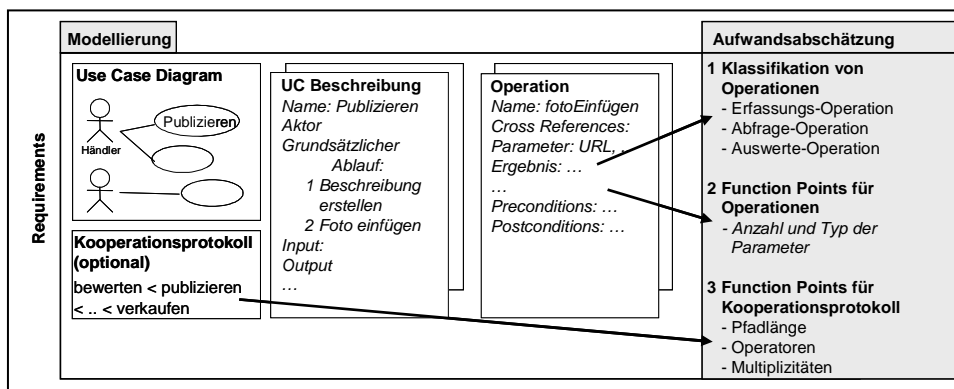 Requirements
Modellierung
Use Case Diagram
Publizieren
Händler
Kooperationsprotokoll
(optional)
bewerten < publizieren
< .. < verkaufen
UC Beschreibung
Name: Publizieren
Aktor
Grundsätzlicher
Ablauf:
1 Beschreibung
erstellen
2 Foto einfügen
Input:
Output
…
Operation
Name: fotoEinfügen
Cross References:
Parameter: URL, ..
Ergebnis: …
…
Preconditions: …
Postconditions: …
Aufwandsabschätzung
1 Klassifikation von
Operationen
- Erfassungs-Operation
- Abfrage-Operation
- Auswerte-Operation
2 Function Points für
Operationen
- Anzahl und Typ der
Parameter
3 Function Points für
Kooperationsprotokoll
- Pfadlänge
- Operatoren
- Multiplizitäten